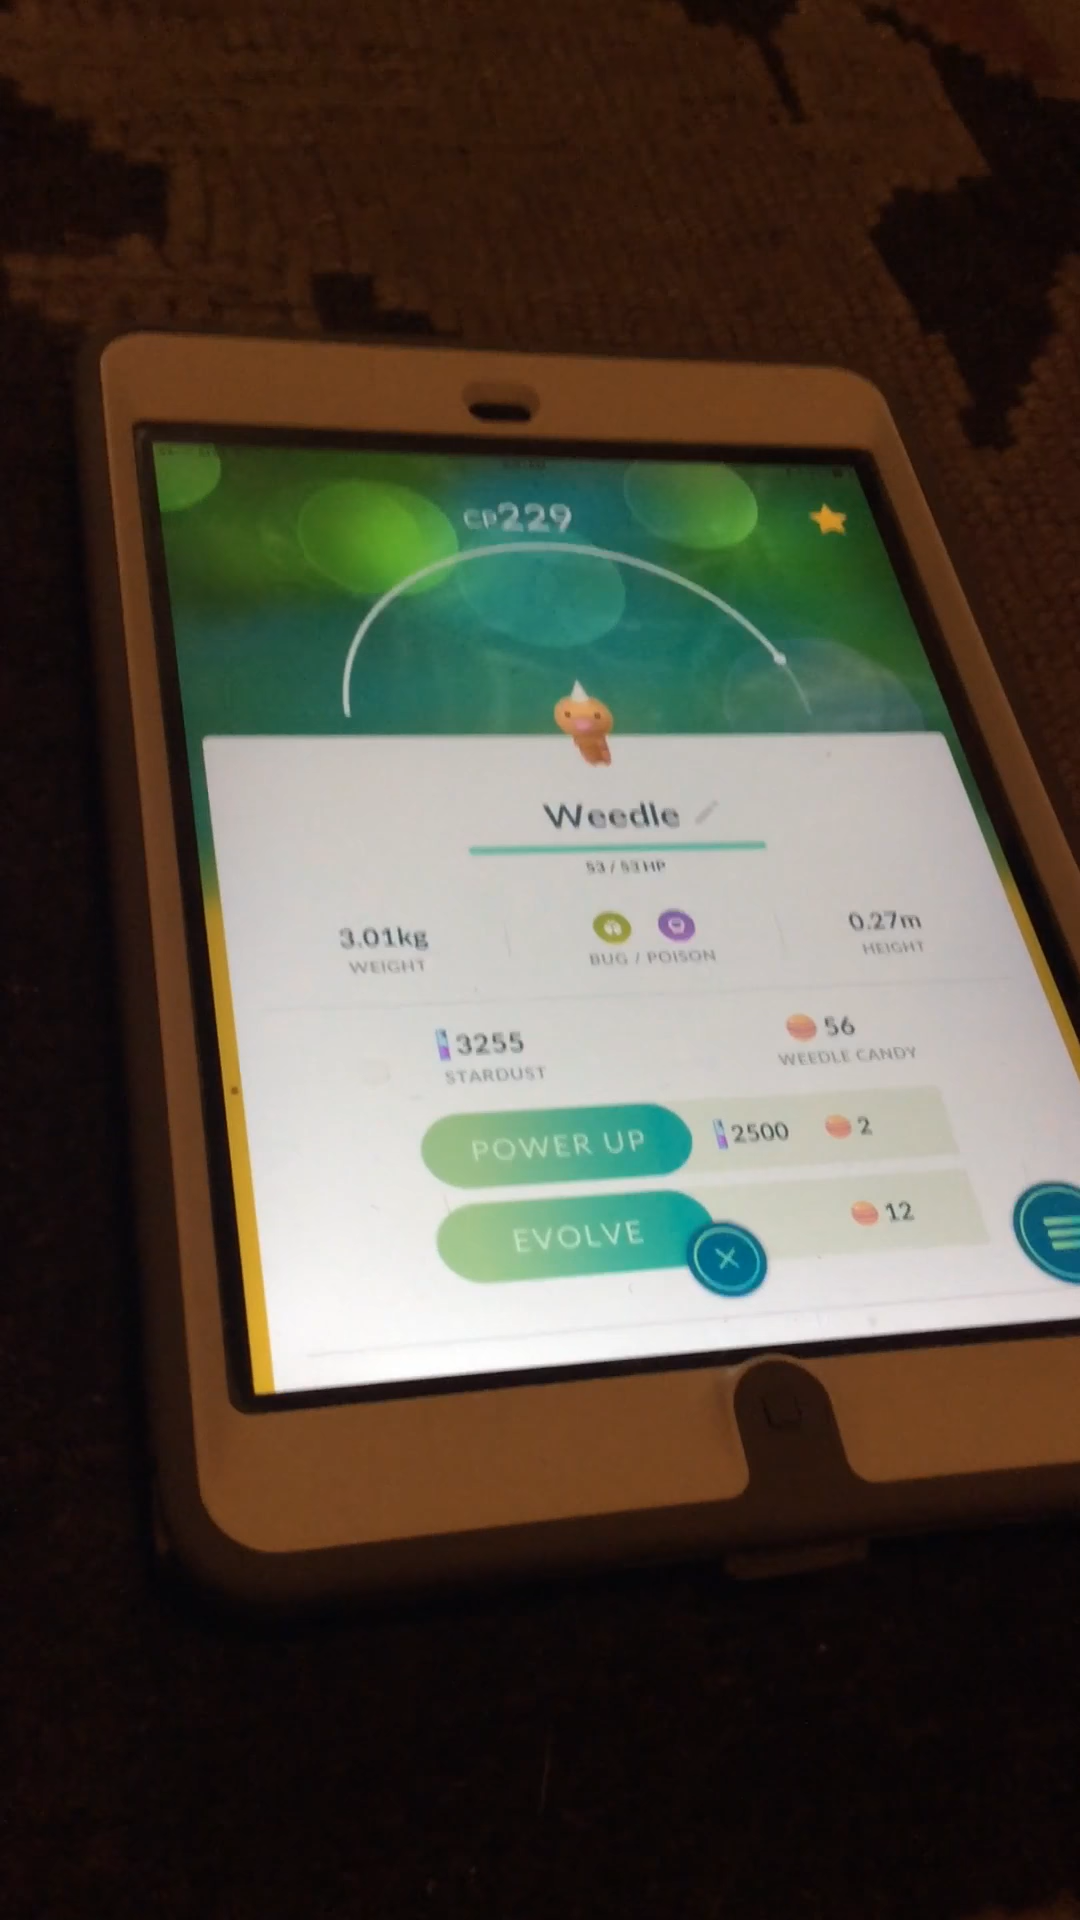 CP229
Weedle
53 / 53 HP
3.01kg
WEIGHT
BUG / POISON
0.27m
HEIGHT
3255
STARDUST
56
WEEDLE CANDY
POWER UP 2500 2
EVOLVE 12